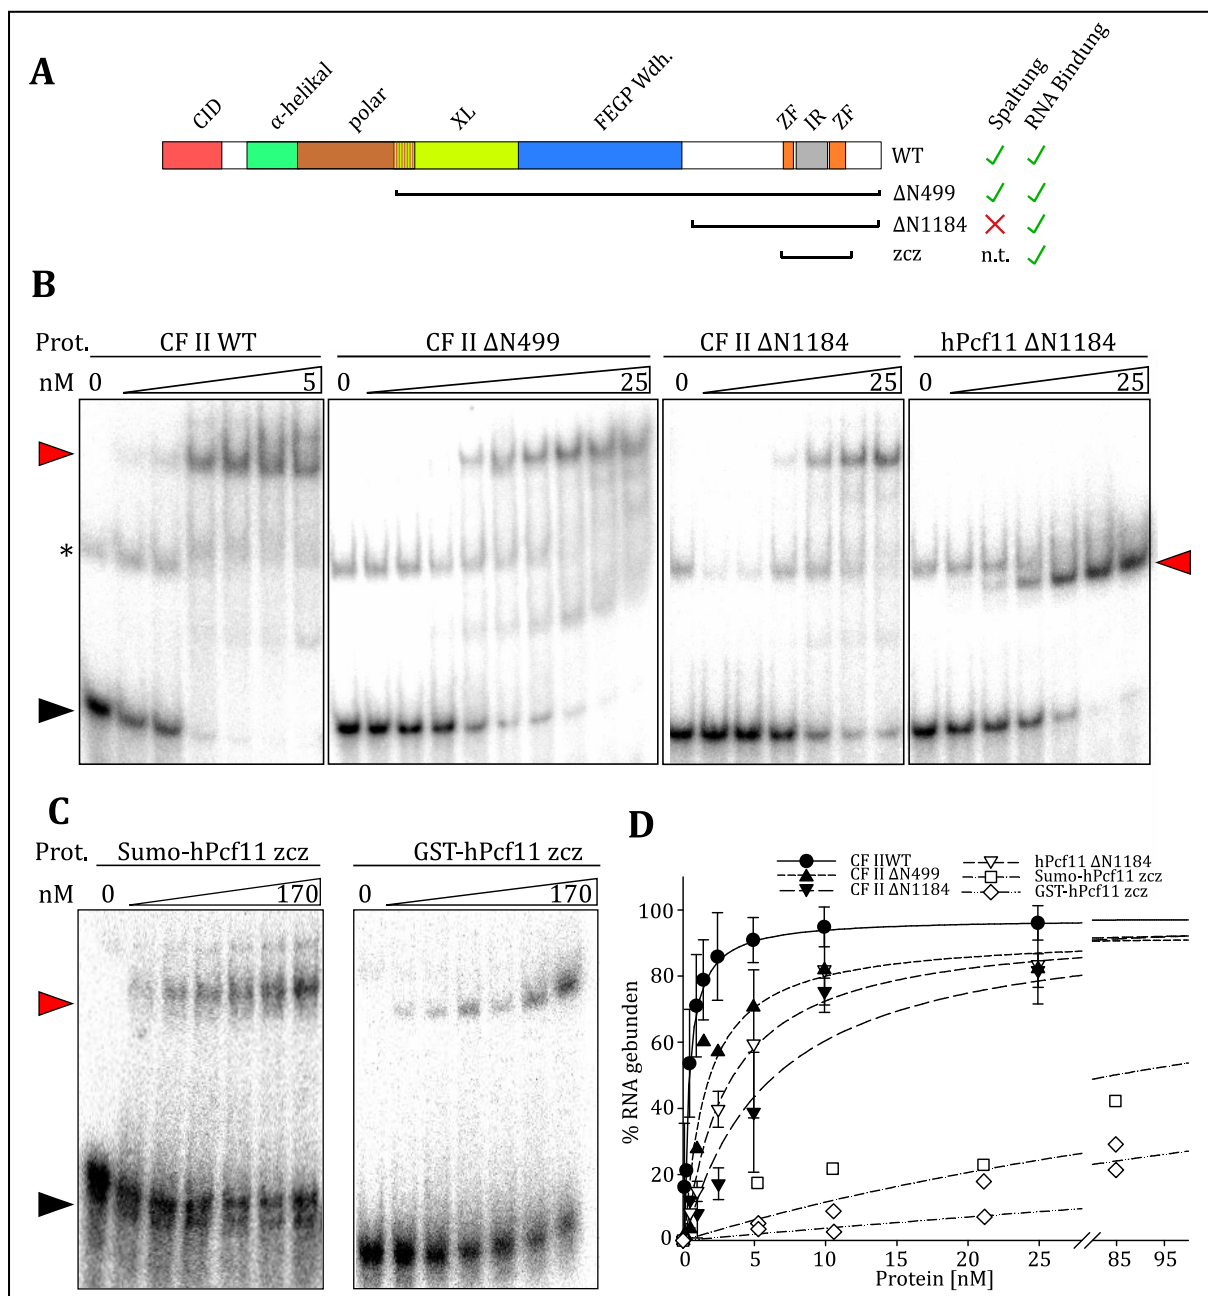 A
CID α-helikal polar XL FEGP Wdh. ZF IR ZF Spaltung RNA Bindung
WT
ΔN499
ΔN1184
zcz n.t.
B
Prot. CF II WT CF II ΔN499 CF II ΔN1184 hPcf11 ΔN1184
nM 0 5 0 25 0 25 0 25
*
C
Prot. Sumo-hPcf11 zcz GST-hPcf11 zcz
nM 0 170 0 170
D
CF IIWT hPcf11 ΔN1184
CF II ΔN499 Sumo-hPcf11 zcz
CF II ΔN1184 GST-hPcf11 zcz
% RNA gebunden
100
80
60
40
20
0
0 5 10 15 20 25 85 95
Protein [nM]